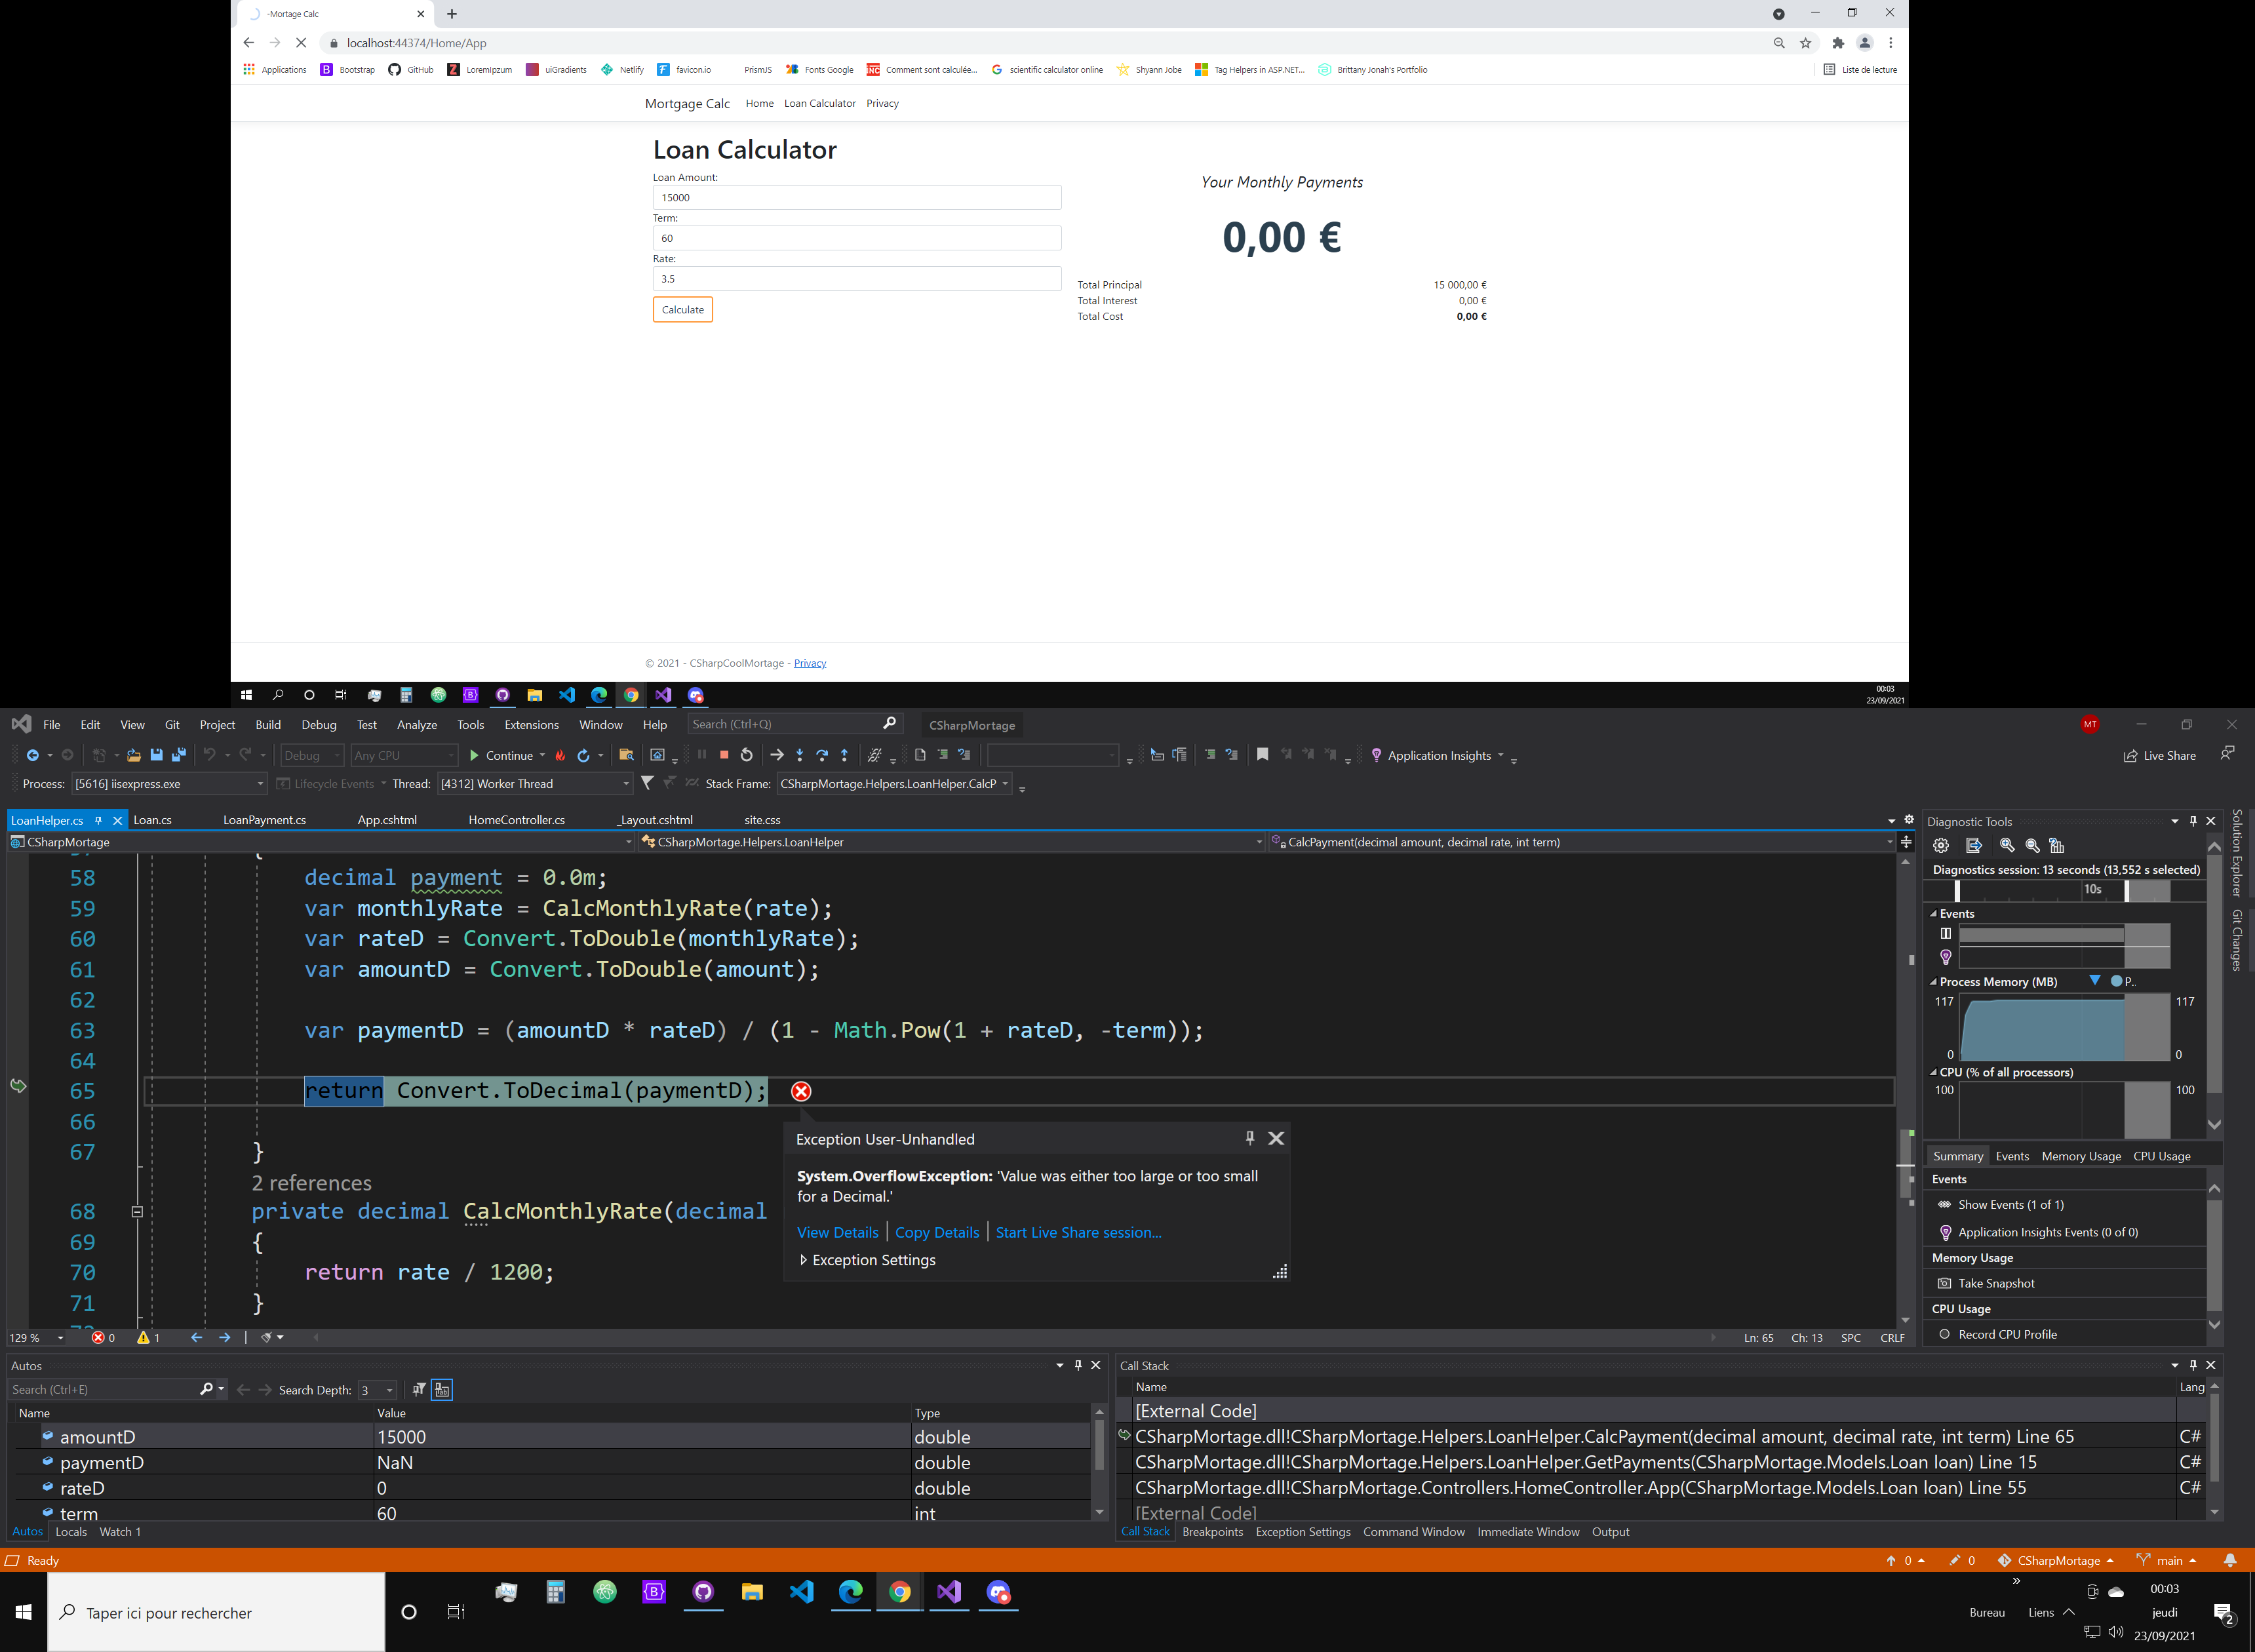 -Mortage Calc
localhost:44374/Home/App
Applications Bootstrap GitHub LoremIpzum uiGradients Netlify favicon.io PrismJS Fonts Google Comment sont calculée... scientific calculator online Shyann Jobe Tag Helpers in ASP.NET... Brittany Jonah's Portfolio Liste de lecture
Mortgage Calc Home Loan Calculator Privacy
Loan Calculator
Loan Amount:
15000
Term:
60
Rate:
3.5
Calculate
Your Monthly Payments
0,00 €
Total Principal 15 000,00 €
Total Interest 0,00 €
Total Cost 0,00 €
© 2021 - CSharpCoolMortage - Privacy
00:03
23/09/2021
File Edit View Git Project Build Debug Test Analyze Tools Extensions Window Help Search (Ctrl+Q) CSharpMortage MT
Debug Any CPU Continue Application Insights Live Share
Process: [5616] iisexpress.exe Lifecycle Events Thread: [4312] Worker Thread Stack Frame: CSharpMortage.Helpers.LoanHelper.CalcP
LoanHelper.cs Loan.cs LoanPayment.cs App.cshtml HomeController.cs _Layout.cshtml site.css
CSharpMortage CSharpMortage.Helpers.LoanHelper CalcPayment(decimal amount, decimal rate, int term)
{
58 decimal payment = 0.0m;
59 var monthlyRate = CalcMonthlyRate(rate);
60 var rateD = Convert.ToDouble(monthlyRate);
61 var amountD = Convert.ToDouble(amount);
62
63 var paymentD = (amountD * rateD) / (1 - Math.Pow(1 + rateD, -term));
64
65 return Convert.ToDecimal(paymentD);
66
67 }
2 references
68 private decimal CalcMonthlyRate(decimal
69 {
70 return rate / 1200;
71 }
Exception User-Unhandled
System.OverflowException: 'Value was either too large or too small
for a Decimal.'
View Details | Copy Details | Start Live Share session...
Exception Settings
129 % 0 1 Ln: 65 Ch: 13 SPC CRLF
Diagnostic Tools
Diagnostics session: 13 seconds (13,552 s selected)
10s
Events
Process Memory (MB) P..
117 117
0 0
CPU (% of all processors)
100 100
Summary Events Memory Usage CPU Usage
Events
Show Events (1 of 1)
Application Insights Events (0 of 0)
Memory Usage
Take Snapshot
CPU Usage
Record CPU Profile
Solution Explorer
Git Changes
Autos
Search (Ctrl+E) Search Depth: 3
Name Value Type
amountD 15000 double
paymentD NaN double
rateD 0 double
term 60 int
Autos Locals Watch 1
Call Stack
Name Lang
[External Code]
CSharpMortage.dll!CSharpMortage.Helpers.LoanHelper.CalcPayment(decimal amount, decimal rate, int term) Line 65 C#
CSharpMortage.dll!CSharpMortage.Helpers.LoanHelper.GetPayments(CSharpMortage.Models.Loan loan) Line 15 C#
CSharpMortage.dll!CSharpMortage.Controllers.HomeController.App(CSharpMortage.Models.Loan loan) Line 55 C#
[External Code]
Call Stack Breakpoints Exception Settings Command Window Immediate Window Output
Ready 0 0 CSharpMortage main
Taper ici pour rechercher
Bureau Liens
00:03
jeudi
23/09/2021
2